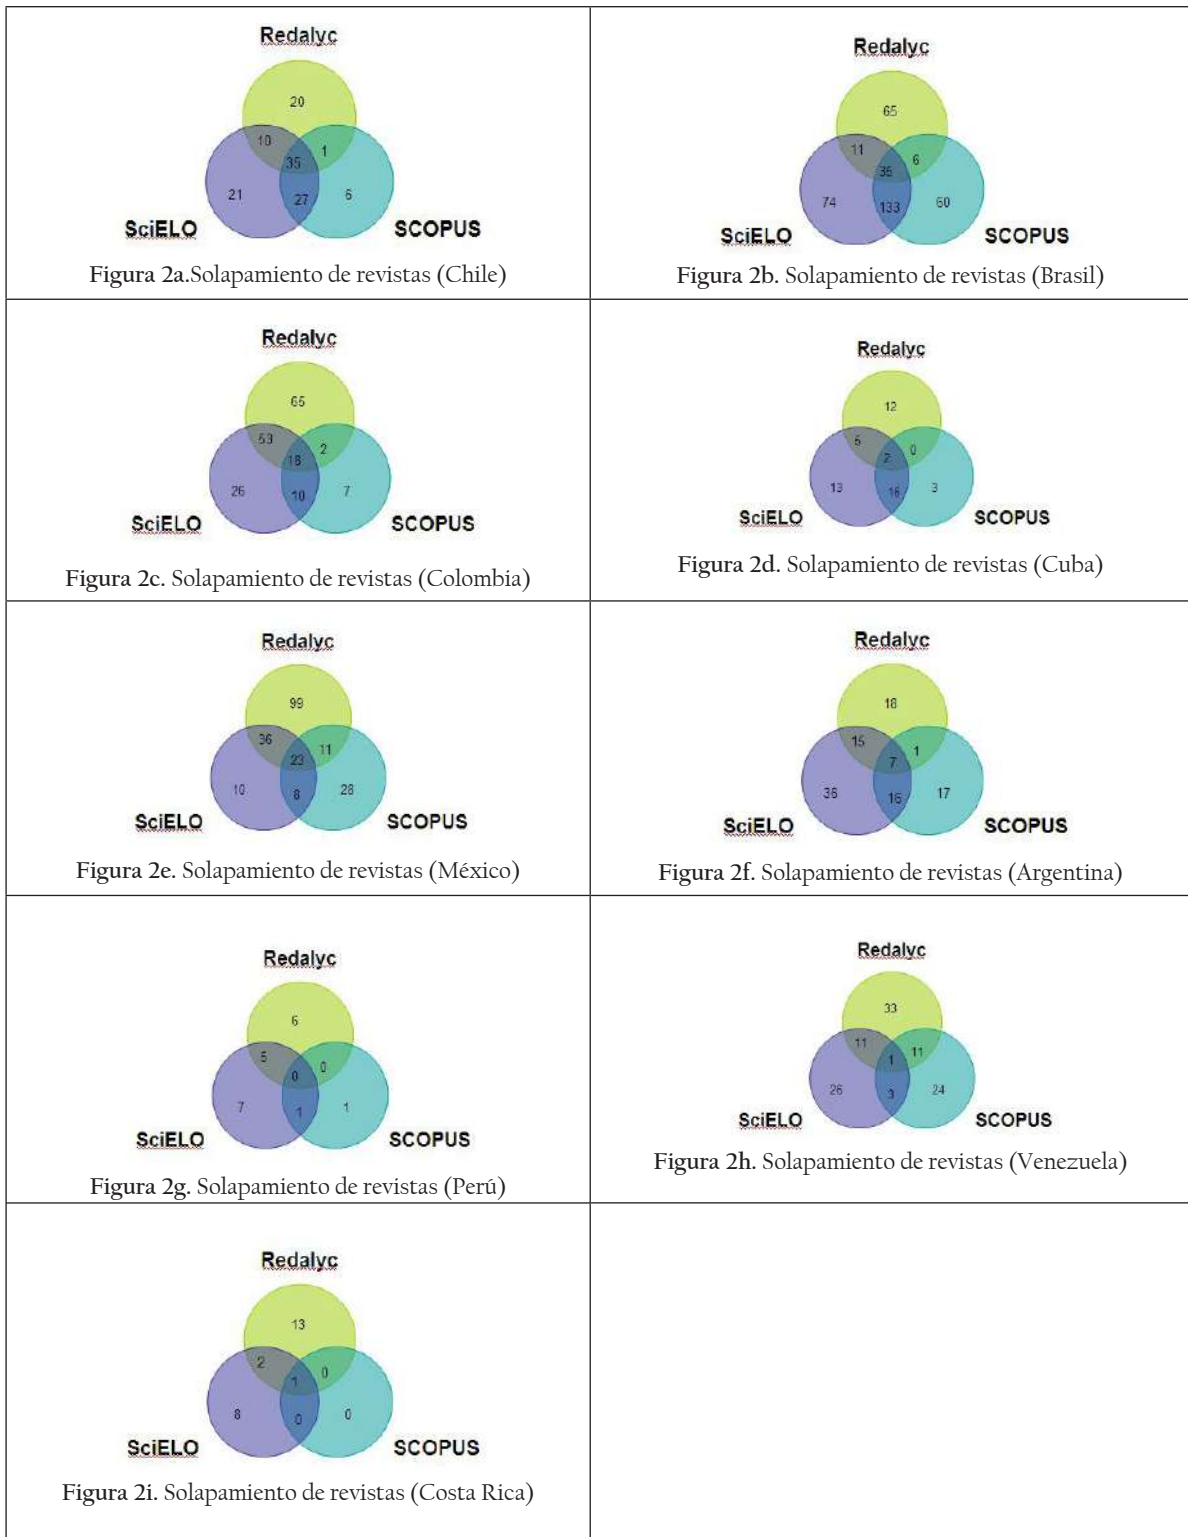 Redalyc
20
10
1
35
21
27
6
SciELO
SCOPUS
Figura 2a.Solapamiento de revistas (Chile)
Redalyc
65
11
6
74
133
60
SciELO
SCOPUS
Figura 2b. Solapamiento de revistas (Brasil)
Redalyc
65
53
2
26
10
7
SciELO
SCOPUS
Figura 2c. Solapamiento de revistas (Colombia)
Redalyc
12
5
0
2
13
16
3
SciELO
SCOPUS
Figura 2d. Solapamiento de revistas (Cuba)
Redalyc
99
36
11
23
10
8
28
SciELO
SCOPUS
Figura 2e. Solapamiento de revistas (México)
Redalyc
18
15
1
7
36
16
17
SciELO
SCOPUS
Figura 2f. Solapamiento de revistas (Argentina)
Redalyc
6
5
0
0
7
1
1
SciELO
SCOPUS
Figura 2g. Solapamiento de revistas (Perú)
Redalyc
33
11
11
1
26
3
24
SciELO
SCOPUS
Figura 2h. Solapamiento de revistas (Venezuela)
Redalyc
13
2
0
1
8
0
0
SciELO
SCOPUS
Figura 2i. Solapamiento de revistas (Costa Rica)